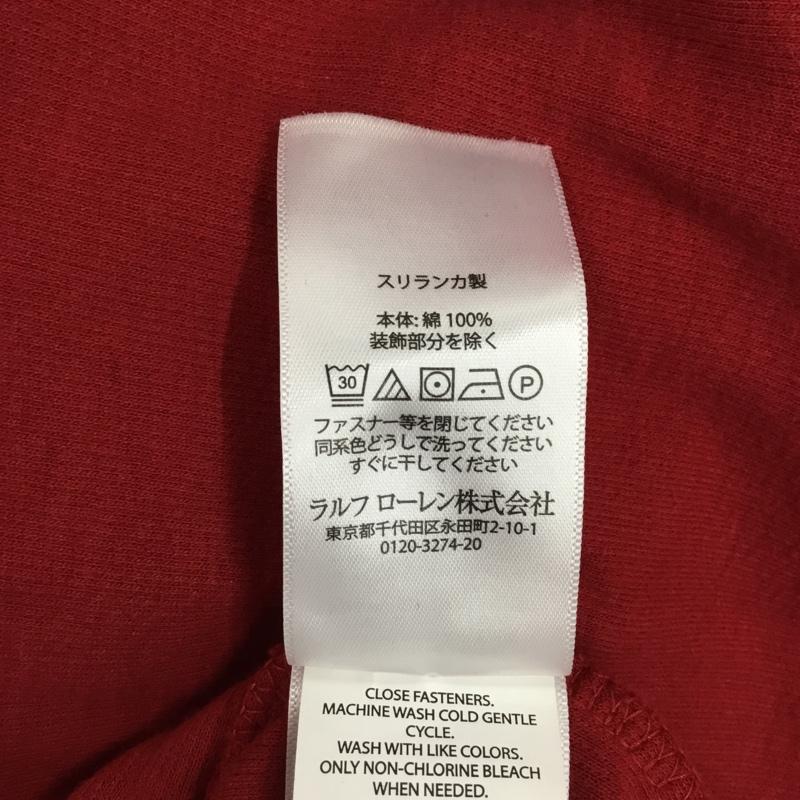 スリランカ製
本体: 綿 100%
装飾部分を除く
30 P
ファスナー等を閉じてください
同系色どうしで洗ってください
すぐに干してください
ラルフ ローレン株式会社
東京都千代田区永田町2-10-1
0120-3274-20
CLOSE FASTENERS.
MACHINE WASH COLD GENTLE
CYCLE.
WASH WITH LIKE COLORS.
ONLY NON-CHLORINE BLEACH
WHEN NEEDED.